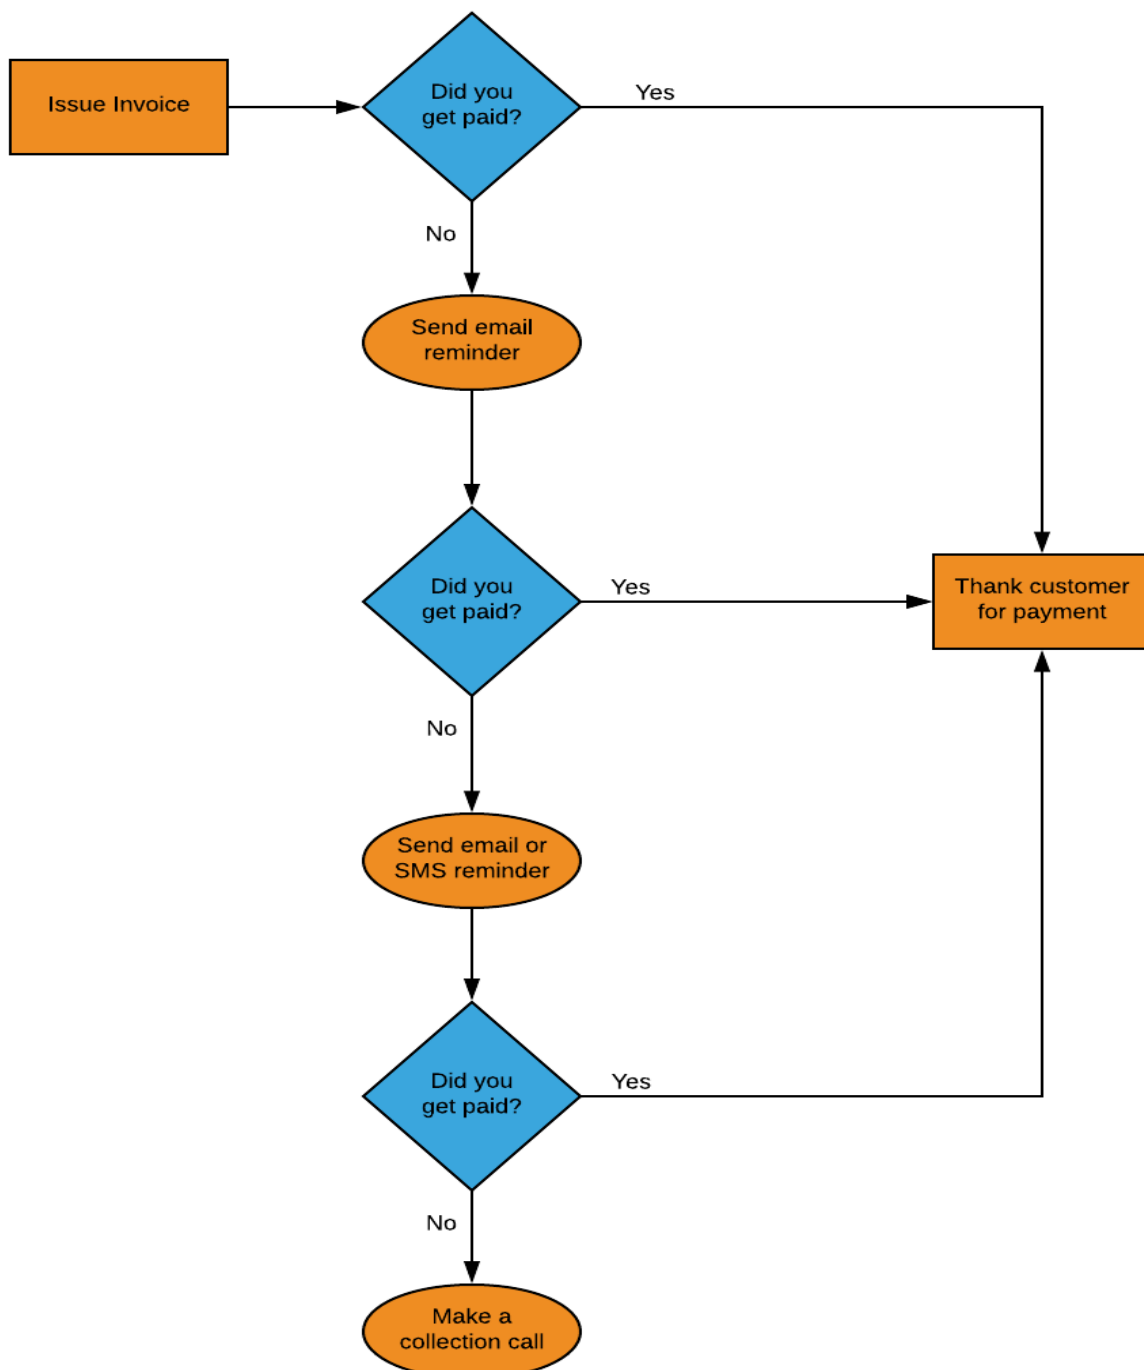 Issue Invoice
Did you
get paid?
Yes
No
Send email
reminder
Did you
get paid?
Yes
Thank customer
for payment
No
Send email or
SMS reminder
Did you
get paid?
Yes
No
Make a
collection call